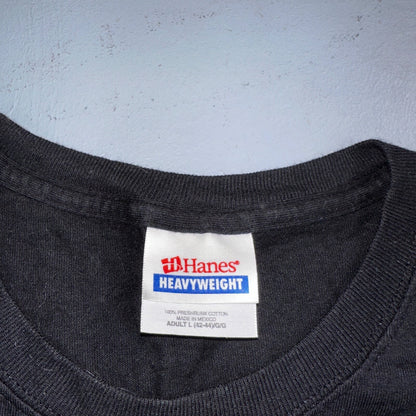 Hanes®
HEAVYWEIGHT
100% PRESHRUNK COTTON
MADE IN MEXICO
ADULT L (42-44)/G/G